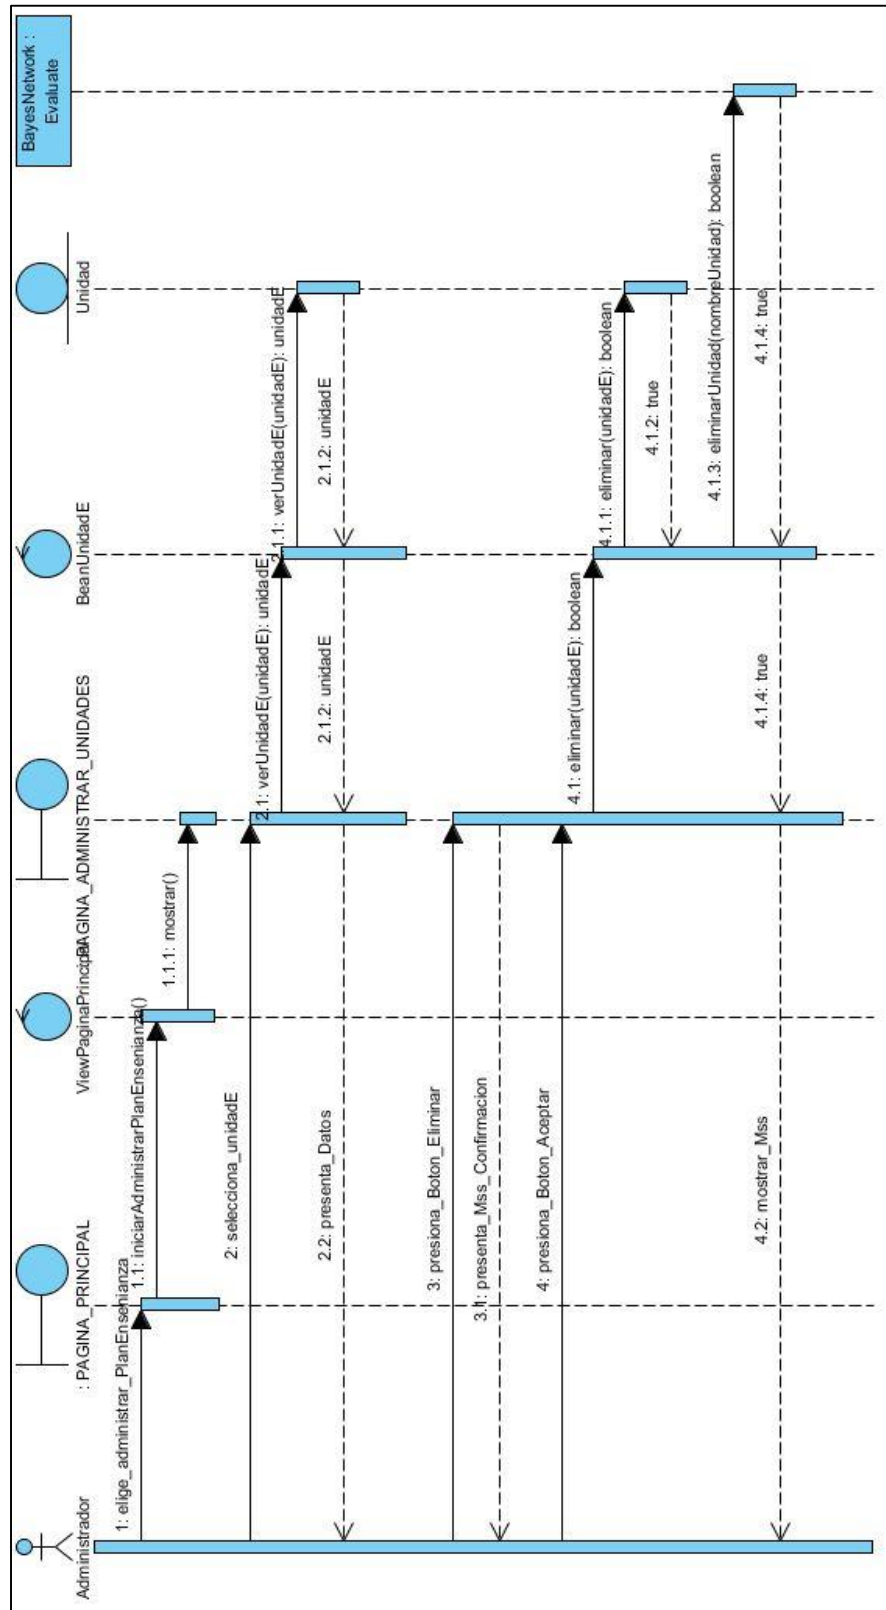 Administrador
: PAGINA_PRINCIPAL
ViewPaginaPrincipal
PAGINA_ADMINISTRAR_UNIDADES
BeanUnidadE
Unidad
BayesNetwork :
Evaluate
1: elige_administrar_PlanEnsenianza
1.1: iniciarAdministrarPlanEnsenianza()
1.1.1: mostrar()
2: selecciona_unidadE
2.1: verUnidadE(unidadE): unidadE
2.1.1: verUnidadE(unidadE): unidadE
2.1.2: unidadE
2.1.2: unidadE
2.2: presenta_Datos
3: presiona_Boton_Eliminar
3.1: presenta_Mss_Confirmacion
4: presiona_Boton_Aceptar
4.1: eliminar(unidadE): boolean
4.1.1: eliminar(unidadE): boolean
4.1.2: true
4.1.3: eliminarUnidad(nombreUnidad): boolean
4.1.4: true
4.1.4: true
4.2: mostrar_Mss